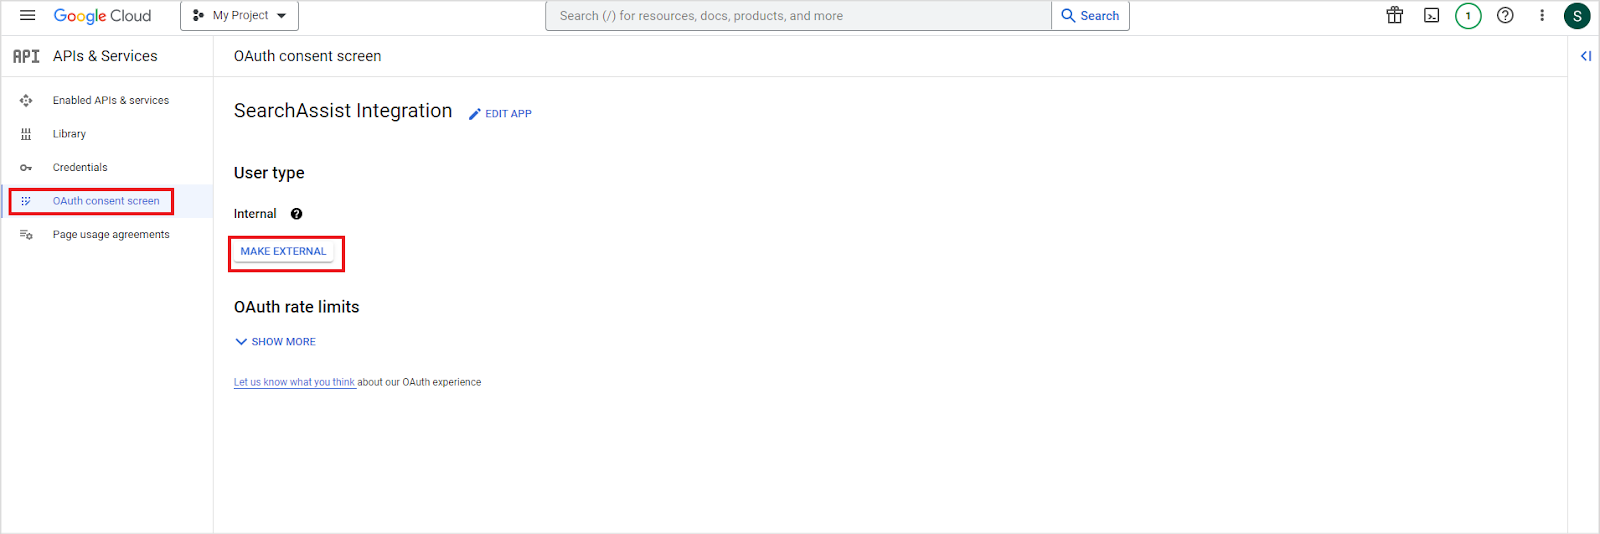 Google Cloud
My Project
Search (/) for resources, docs, products, and more
Search
1
S
API
APIs & Services
OAuth consent screen
Enabled APIs & services
Library
Credentials
OAuth consent screen
Page usage agreements
SearchAssist Integration
EDIT APP
User type
Internal
MAKE EXTERNAL
OAuth rate limits
SHOW MORE
Let us know what you think about our OAuth experience